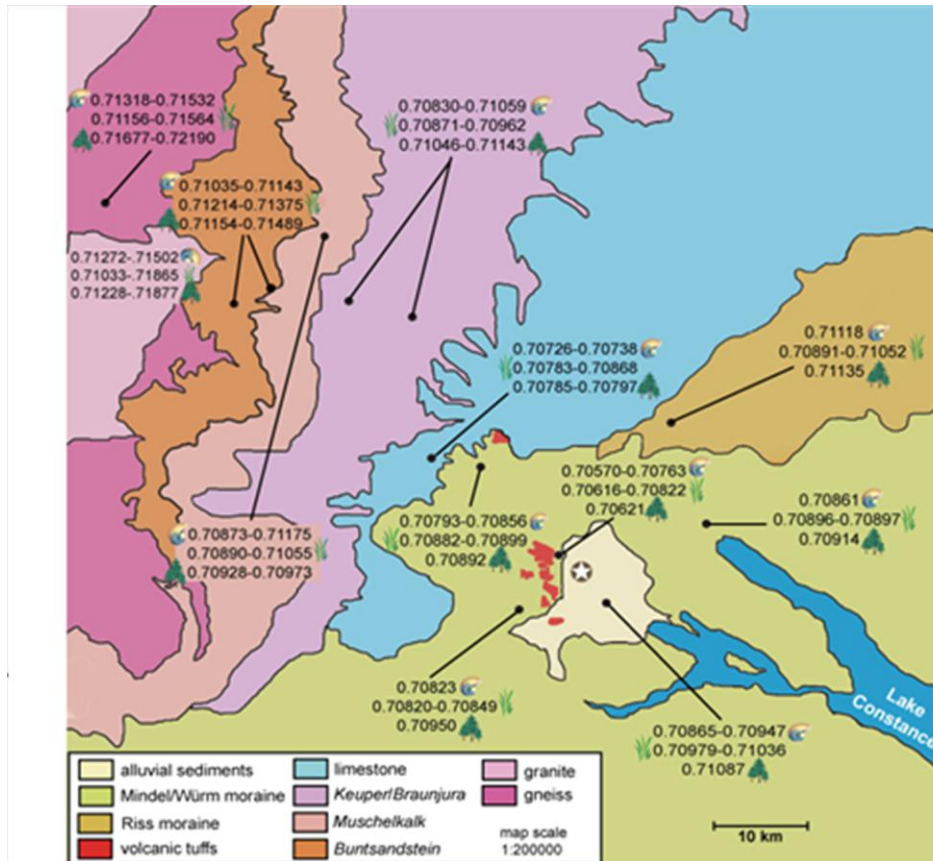 0.71318-0.71532
0.71156-0.71564
0.71677-0.72190
0.70830-0.71059
0.70871-0.70962
0.71046-0.71143
0.71035-0.71143
0.71214-0.71375
0.71154-0.71489
0.71272-.71502
0.71033-.71865
0.71228-.71877
0.70726-0.70738
0.70783-0.70868
0.70785-0.70797
0.71118
0.70891-0.71052
0.71135
0.70570-0.70763
0.70616-0.70822
0.70621
0.70861
0.70896-0.70897
0.70914
0.70793-0.70856
0.70882-0.70899
0.70892
0.70873-0.71175
0.70890-0.71055
0.70928-0.70973
0.70823
0.70820-0.70849
0.70950
0.70865-0.70947
0.70979-0.71036
0.71087
Lake
Constance
alluvial sediments
Mindel/Würm moraine
Riss moraine
volcanic tuffs
limestone
Keuper/Braunjura
Muschelkalk
Buntsandstein
granite
gneiss
map scale
1:200000
10 km